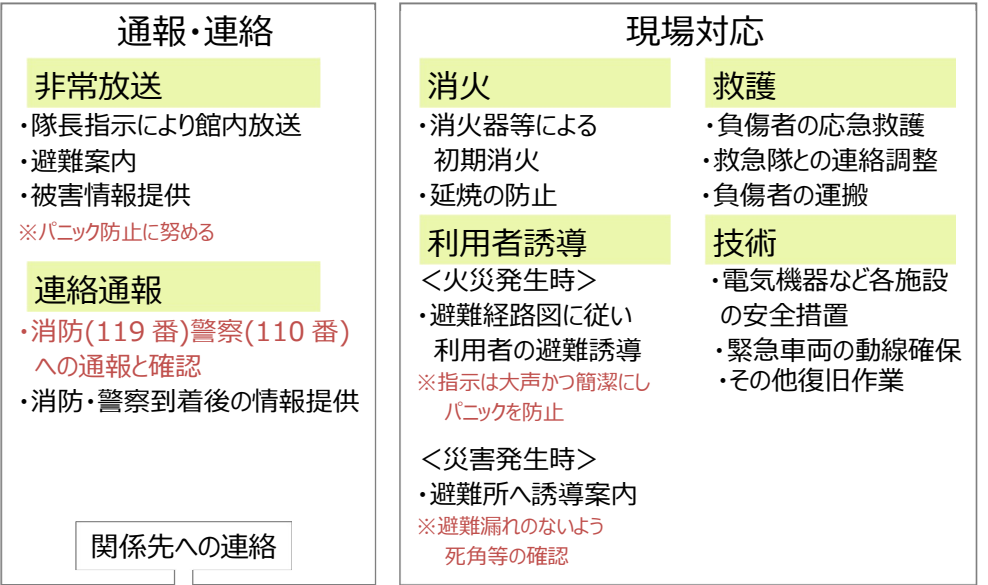 通報・連絡
非常放送
・隊長指示により館内放送
・避難案内
・被害情報提供
※パニック防止に努める
連絡通報
・消防(119 番)警察(110 番)
への通報と確認
・消防・警察到着後の情報提供
関係先への連絡
現場対応
消火
・消火器等による
初期消火
・延焼の防止
利用者誘導
＜火災発生時＞
・避難経路図に従い
利用者の避難誘導
※指示は大声かつ簡潔にし
パニックを防止
＜災害発生時＞
・避難所へ誘導案内
※避難漏れのないよう
死角等の確認
救護
・負傷者の応急救護
・救急隊との連絡調整
・負傷者の運搬
技術
・電気機器など各施設
の安全措置
・緊急車両の動線確保
・その他復旧作業